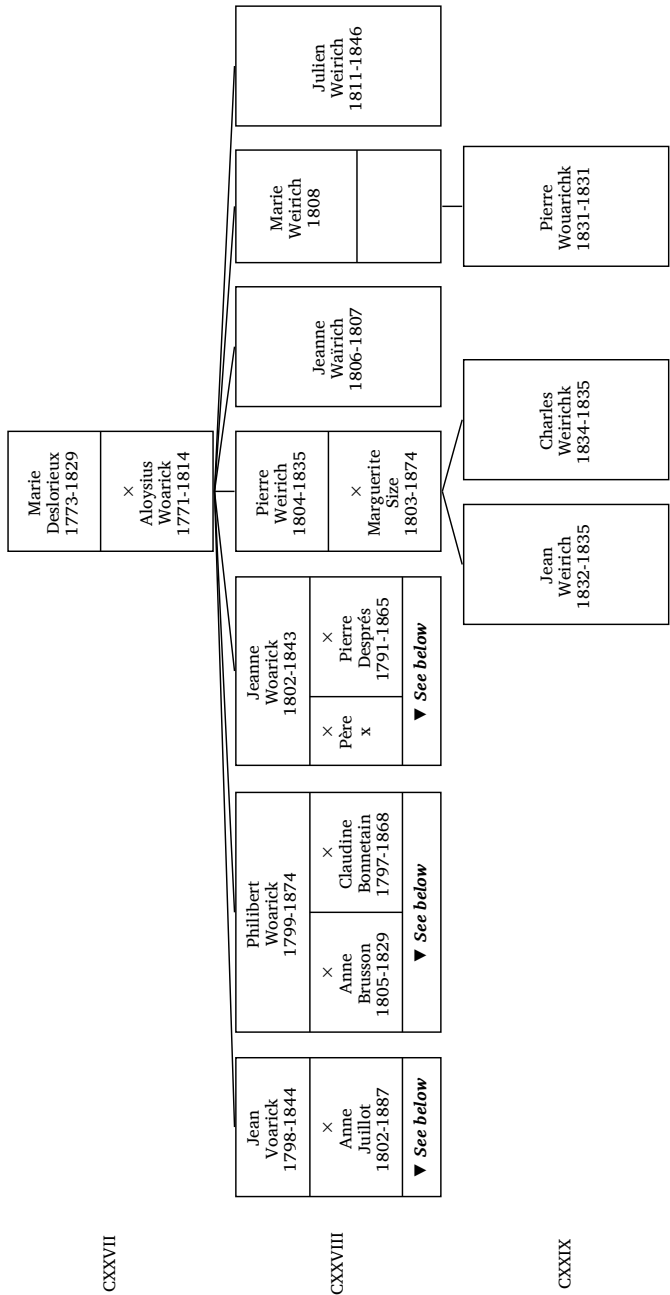 CXXVII
Marie
Deslorieux
1773-1829
×
Aloysius
Woarick
1771-1814
CXXVIII
Jean
Voarick
1798-1844
×
Anne
Juillot
1802-1887
▼ See below
Philibert
Woarick
1799-1874
×
Anne
Brusson
1805-1829
×
Claudine
Bonnetain
1797-1868
▼ See below
Jeanne
Woarick
1802-1843
×
Père
x
×
Pierre
Després
1791-1865
▼ See below
Pierre
Weirich
1804-1835
×
Marguerite
Size
1803-1874
Jeanne
Waïrich
1806-1807
Marie
Weirich
1808
Julien
Weirich
1811-1846
CXXIX
Jean
Weirich
1832-1835
Charles
Weirichk
1834-1835
Pierre
Wouarichk
1831-1831